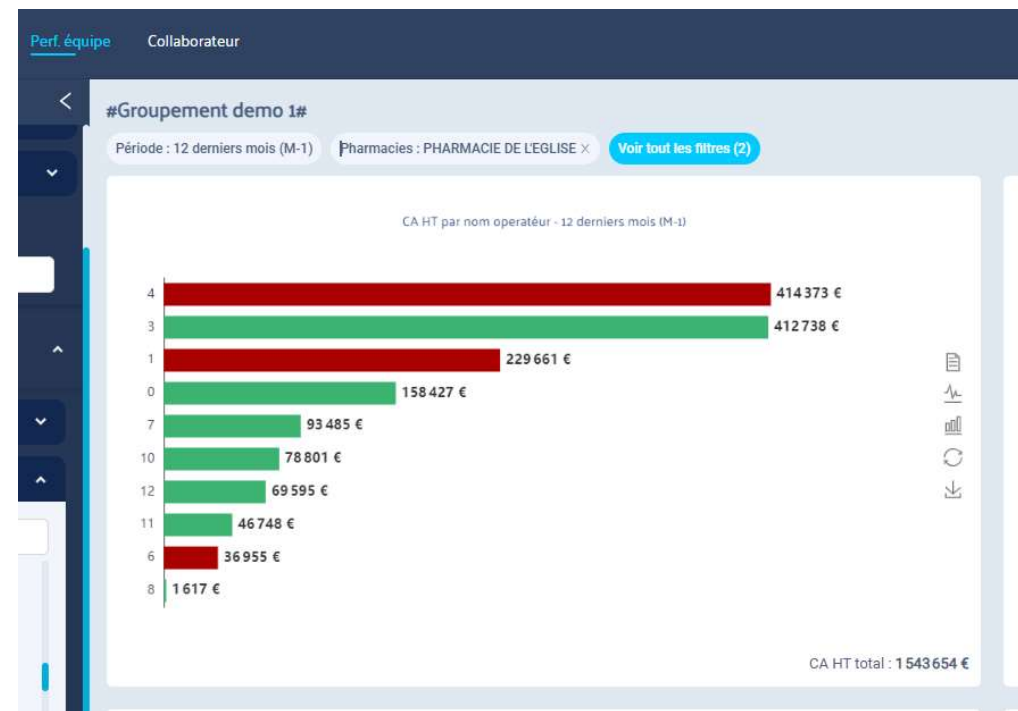 Perf. équipe Collaborateur
#Groupement demo 1#
Période : 12 derniers mois (M-1) Pharmacies : PHARMACIE DE L'EGLISE × Voir tout les filtres (2)
CA HT par nom operatéur - 12 derniers mois (M-1)
4 414 373 €
3 412 738 €
1 229 661 €
0 158 427 €
7 93 485 €
10 78 801 €
12 69 595 €
11 46 748 €
6 36 955 €
8 1 617 €
CA HT total : 1 543 654 €